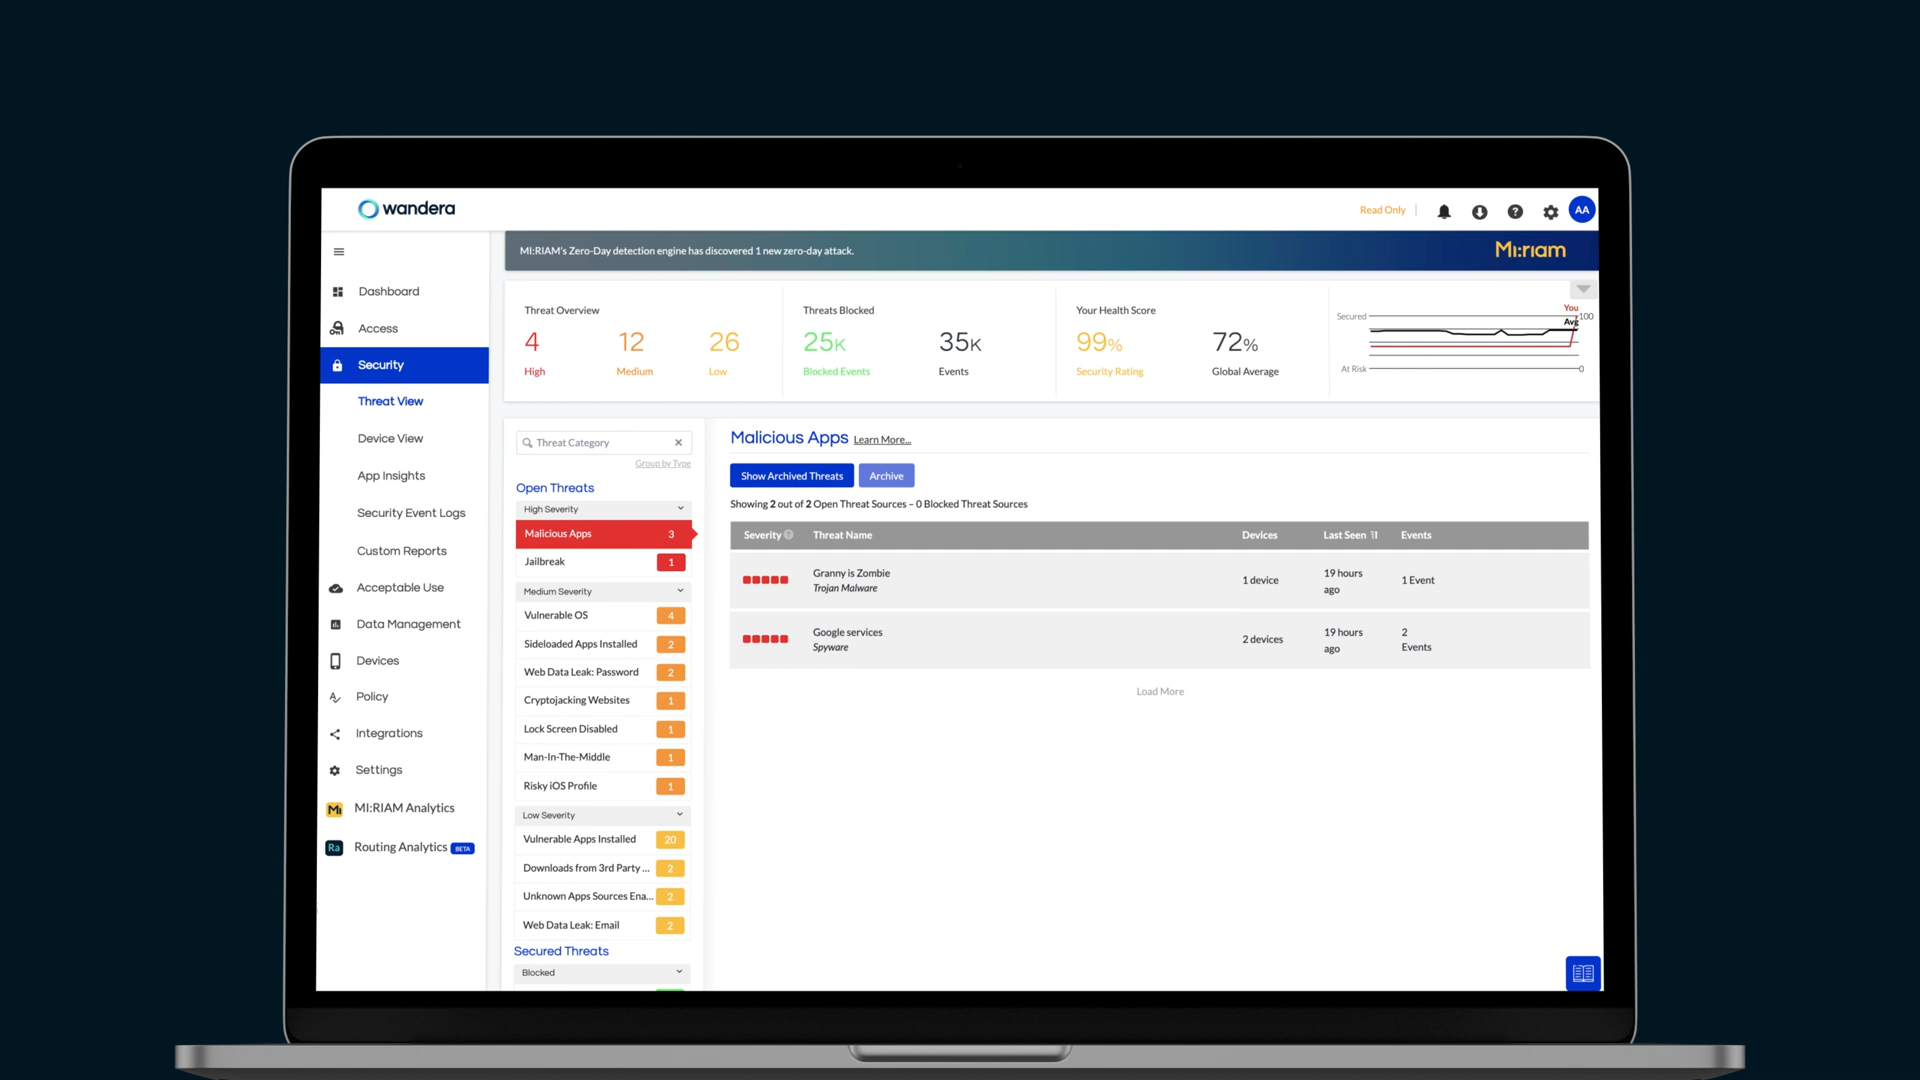 wandera
Read Only
AA
MI:RIAM's Zero-Day detection engine has discovered 1 new zero-day attack.
Mi:riam
Dashboard
Access
Security
Threat View
Device View
App Insights
Security Event Logs
Custom Reports
Acceptable Use
Data Management
Devices
Policy
Integrations
Settings
Mi MI:RIAM Analytics
Ra Routing Analytics BETA
Threat Overview
4 12 26
High Medium Low
Threats Blocked
25K 35K
Blocked Events Events
Your Health Score
99% 72%
Security Rating Global Average
You
Secured 100
Avg
At Risk 0
Threat Category
Group by Type
Open Threats
High Severity
Malicious Apps 3
Jailbreak 1
Medium Severity
Vulnerable OS 4
Sideloaded Apps Installed 2
Web Data Leak: Password 2
Cryptojacking Websites 1
Lock Screen Disabled 1
Man-In-The-Middle 1
Risky iOS Profile 1
Low Severity
Vulnerable Apps Installed 20
Downloads from 3rd Party ... 2
Unknown Apps Sources Ena... 2
Web Data Leak: Email 2
Secured Threats
Blocked
Malicious Apps Learn More...
Show Archived Threats Archive
Showing 2 out of 2 Open Threat Sources – 0 Blocked Threat Sources
Severity Threat Name Devices Last Seen Events
Granny is Zombie
Trojan Malware
1 device
19 hours
ago
1 Event
Google services
Spyware
2 devices
19 hours
ago
2
Events
Load More